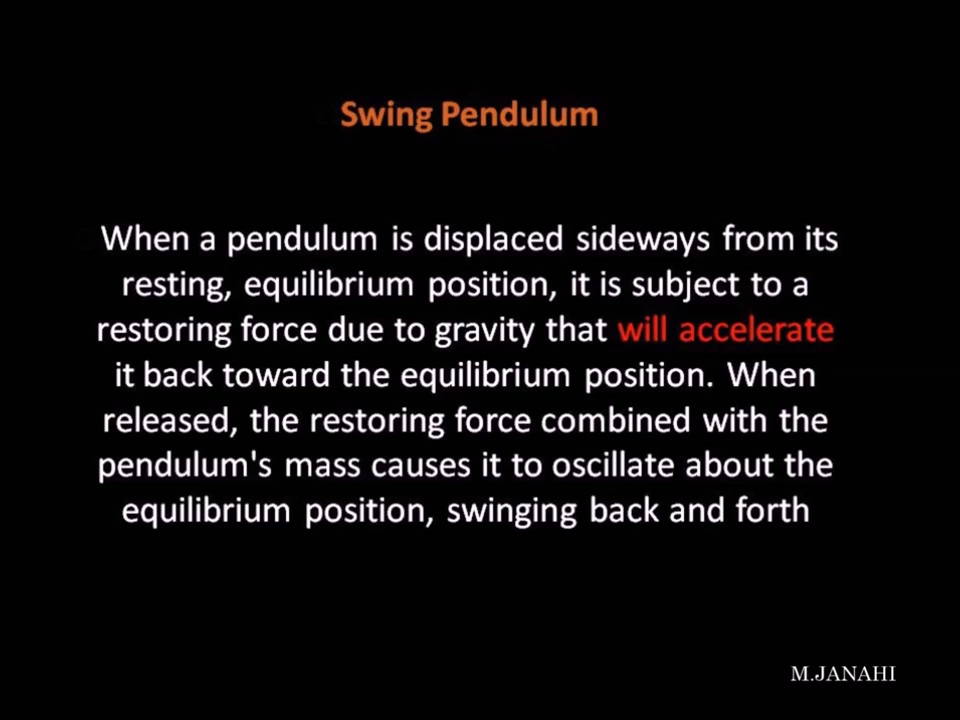 Swing Pendulum
When a pendulum is displaced sideways from its
resting, equilibrium position, it is subject to a
restoring force due to gravity that will accelerate
it back toward the equilibrium position. When
released, the restoring force combined with the
pendulum's mass causes it to oscillate about the
equilibrium position, swinging back and forth
M.JANAHI